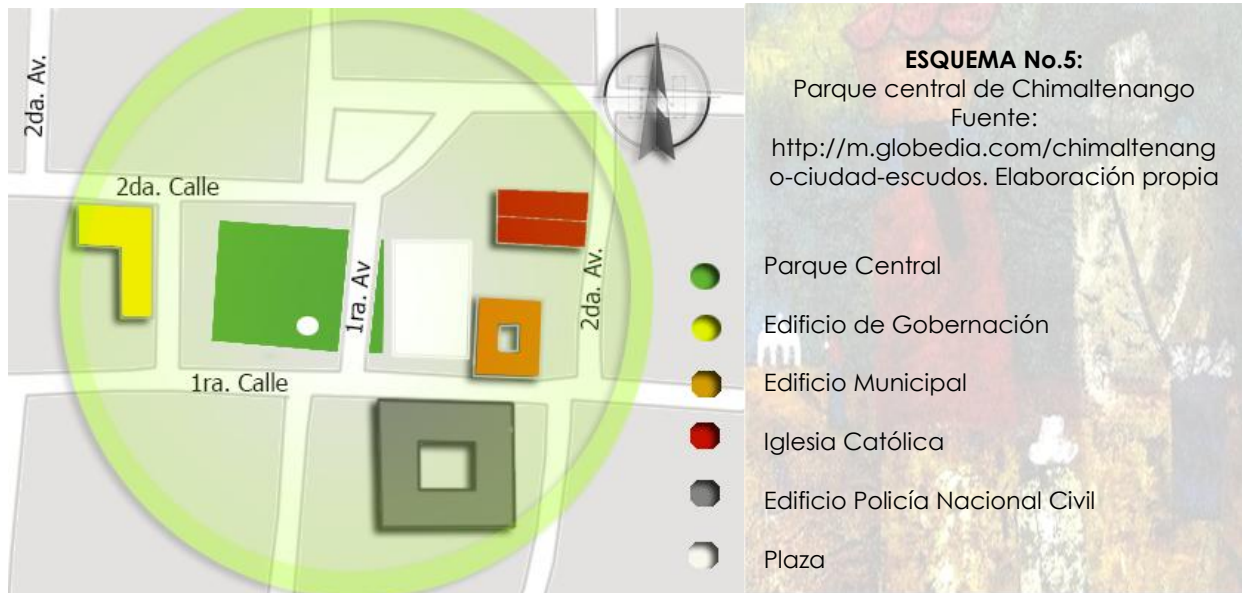 2da. Av.
2da. Calle
1ra. Av
2da. Av.
1ra. Calle
ESQUEMA No.5:
Parque central de Chimaltenango
Fuente:
http://m.globedia.com/chimaltenang
o-ciudad-escudos. Elaboración propia
Parque Central
Edificio de Gobernación
Edificio Municipal
Iglesia Católica
Edificio Policía Nacional Civil
Plaza